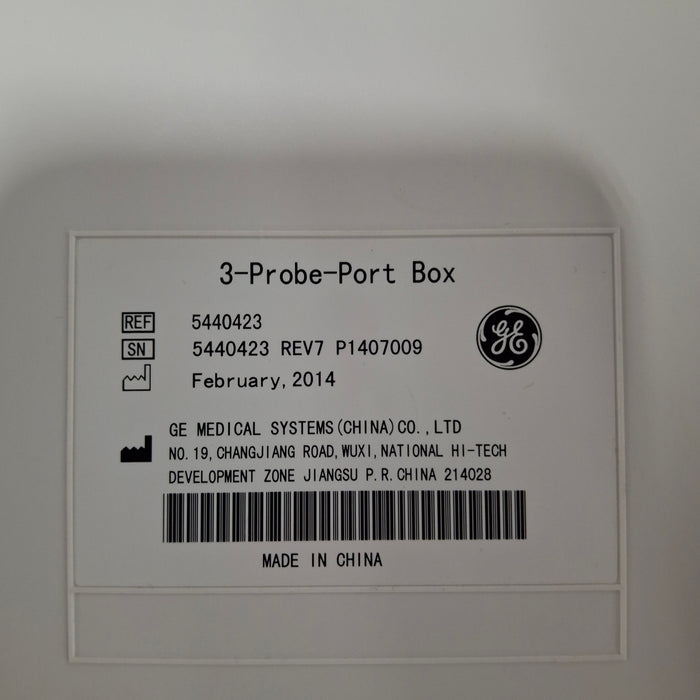 3-Probe-Port Box
REF 5440423
SN 5440423 REV7 P1407009
February, 2014
GE
GE MEDICAL SYSTEMS(CHINA)CO.,LTD
NO.19,CHANGJIANG ROAD,WUXI,NATIONAL HI-TECH
DEVELOPMENT ZONE JIANGSU P.R.CHINA 214028
MADE IN CHINA